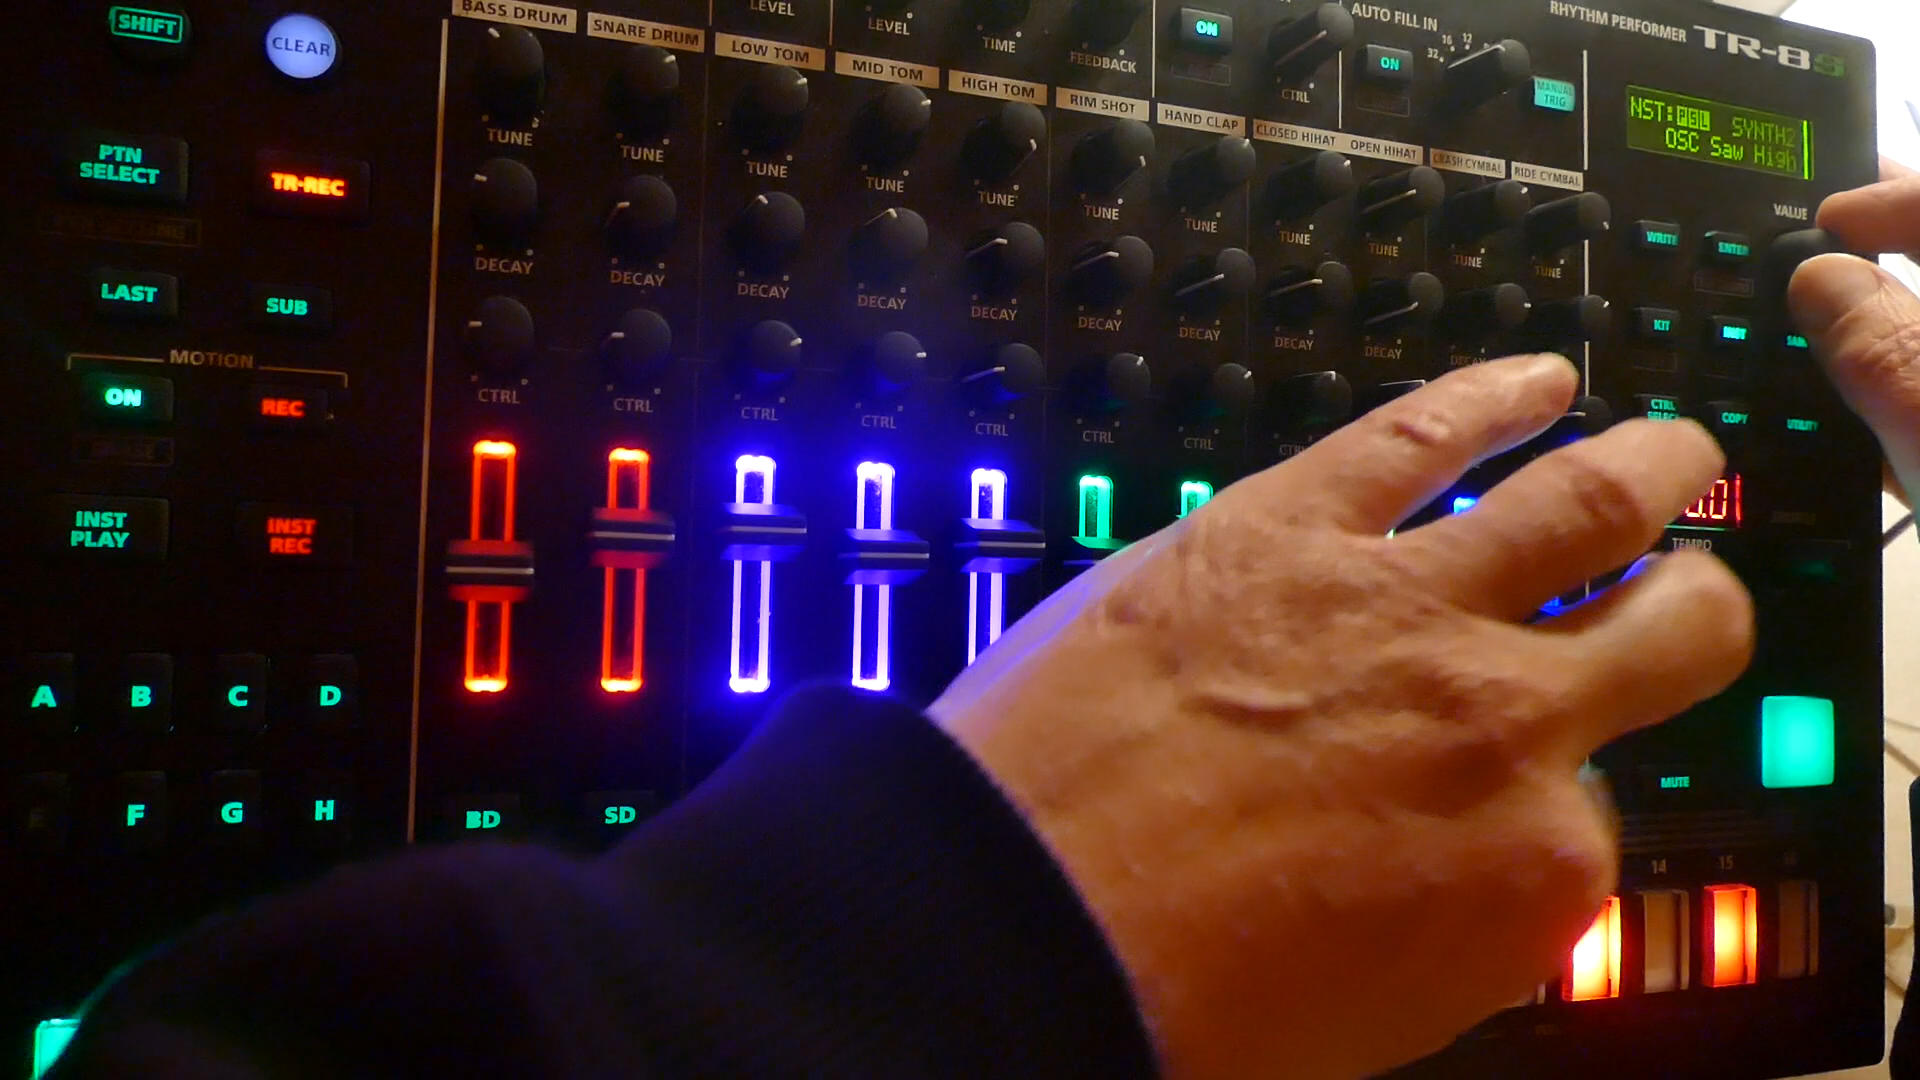 SHIFT
CLEAR
PTN
SELECT
TR-REC
LAST
SUB
MOTION
ON
REC
INST
PLAY
INST
REC
A
B
C
D
F
G
H
BASS DRUM
TUNE
DECAY
CTRL
BD
SNARE DRUM
TUNE
DECAY
CTRL
SD
LEVEL
LOW TOM
TUNE
DECAY
CTRL
LEVEL
MID TOM
TUNE
DECAY
CTRL
TIME
HIGH TOM
TUNE
DECAY
CTRL
FEEDBACK
RIM SHOT
TUNE
DECAY
CTRL
HAND CLAP
TUNE
DECAY
CTRL
ON
CTRL
CLOSED HIHAT
TUNE
DECAY
OPEN HIHAT
TUNE
DECAY
AUTO FILL IN
ON
32
16
12
MANUAL
TRIG
CRASH CYMBAL
TUNE
RIDE CYMBAL
TUNE
RHYTHM PERFORMER TR-8S
NST:REL SYNTH2
OSC Saw High
VALUE
WRITE
ENTER
KIT
INST
CTRL
SELECT
COPY
UTILITY
TEMPO
MUTE
14
15